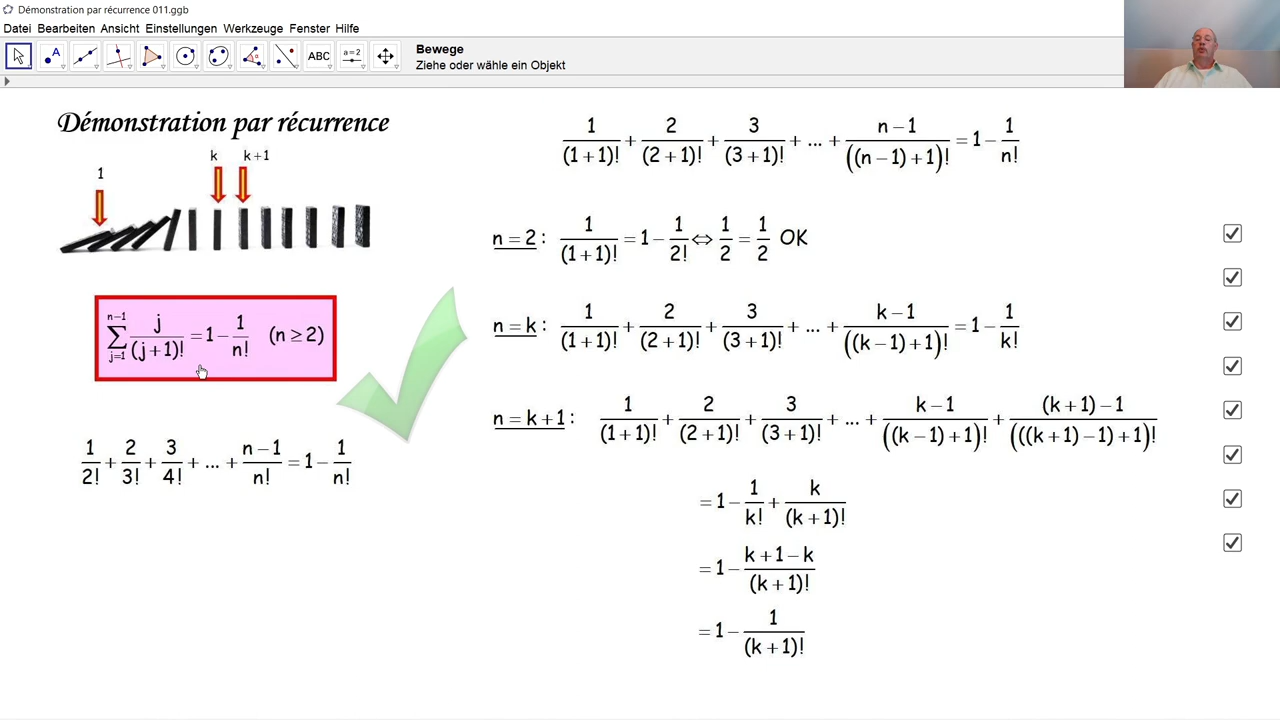 Démonstration par récurrence 011.ggb
Datei Bearbeiten Ansicht Einstellungen Werkzeuge Fenster Hilfe
A
ABC
a=2
Bewege
Ziehe oder wähle ein Objekt
Démonstration par récurrence
1
k k+1
∑_{j=1}^{n−1} j/(j+1)! = 1 − 1/n! (n ≥ 2)
1/2! + 2/3! + 3/4! + ... + n−1/n! = 1 − 1/n!
1/(1+1)! + 2/(2+1)! + 3/(3+1)! + ... + n−1/((n−1)+1)! = 1 − 1/n!
n = 2 : 1/(1+1)! = 1 − 1/2! ⇔ 1/2 = 1/2 OK
n = k : 1/(1+1)! + 2/(2+1)! + 3/(3+1)! + ... + k−1/((k−1)+1)! = 1 − 1/k!
n = k+1 : 1/(1+1)! + 2/(2+1)! + 3/(3+1)! + ... + k−1/((k−1)+1)! + (k+1)−1/(((k+1)−1)+1)!
= 1 − 1/k! + k/(k+1)!
= 1 − k+1−k/(k+1)!
= 1 − 1/(k+1)!